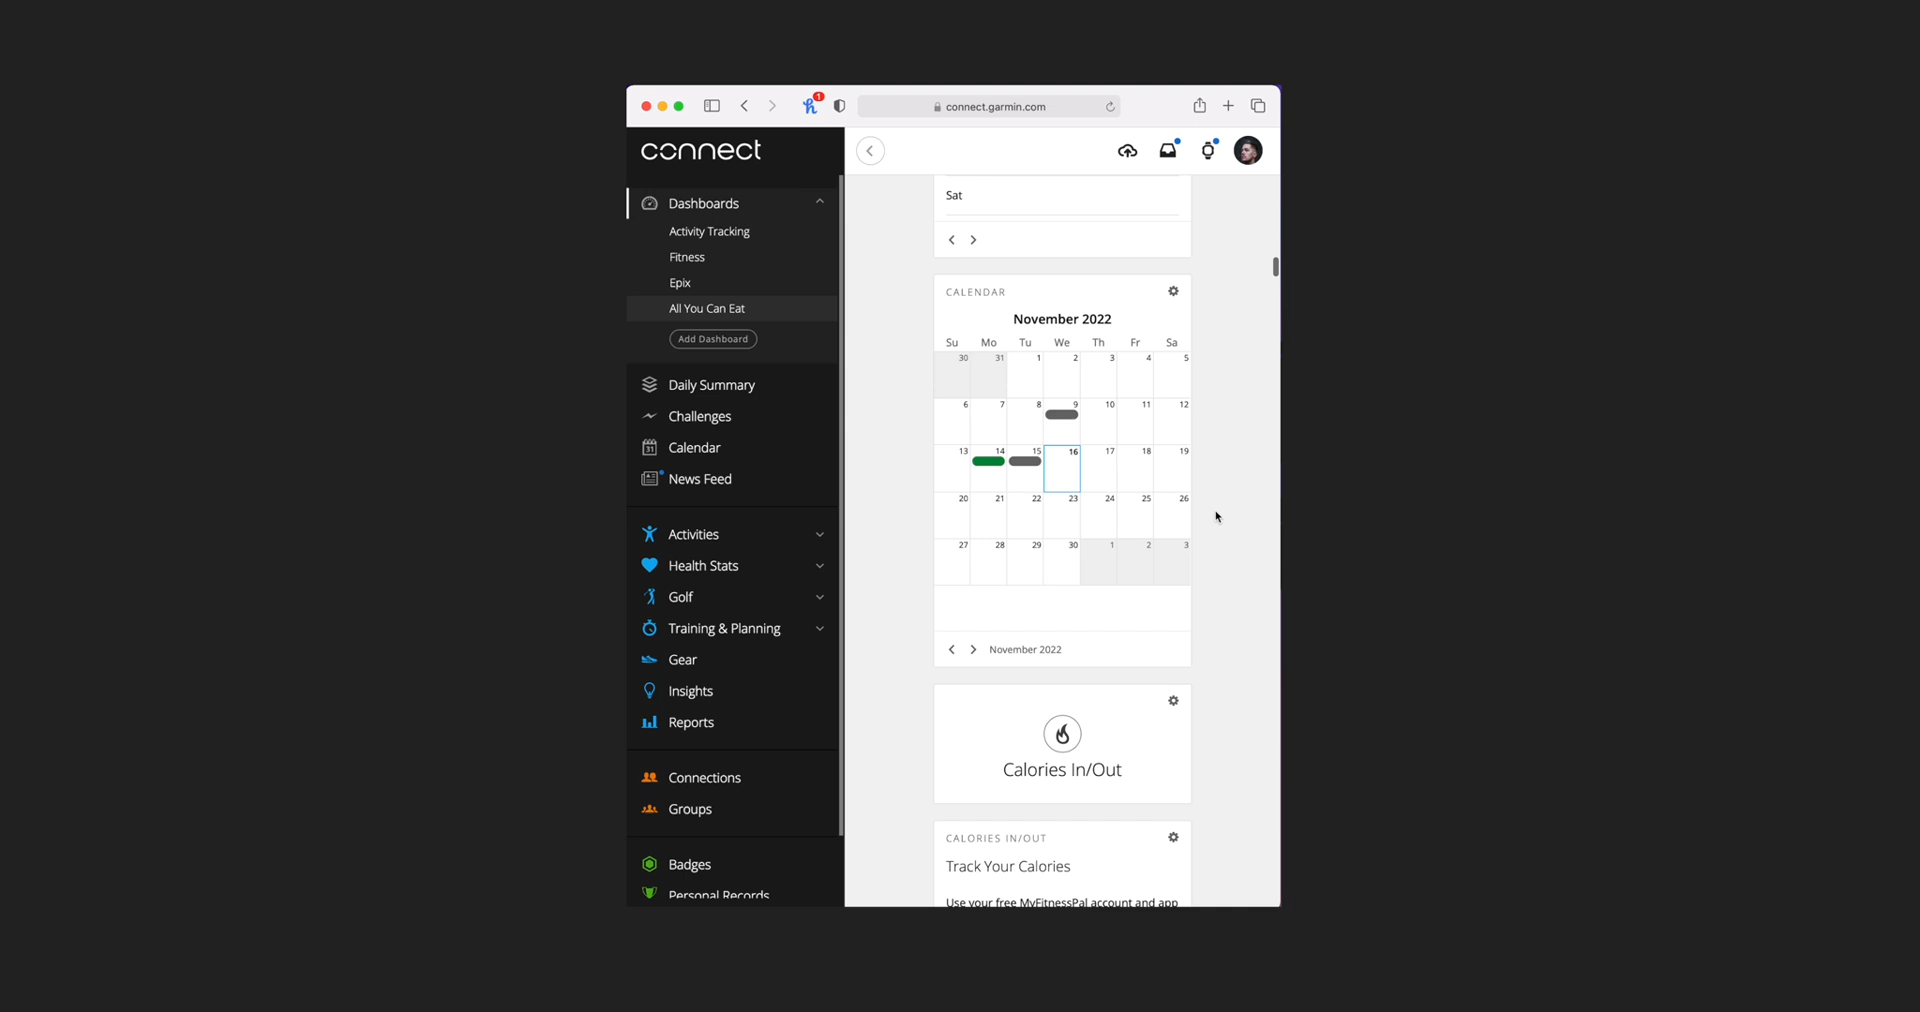 1
connect.garmin.com
connect
Dashboards
Activity Tracking
Fitness
Epix
All You Can Eat
Add Dashboard
Daily Summary
Challenges
31
Calendar
News Feed
Activities
Health Stats
Golf
Training & Planning
Gear
Insights
Reports
Connections
Groups
Badges
Personal Records
Sat
CALENDAR
November 2022
Su Mo Tu We Th Fr Sa
30 31 1 2 3 4 5
6 7 8 9 10 11 12
13 14 15 16 17 18 19
20 21 22 23 24 25 26
27 28 29 30 1 2 3
November 2022
Calories In/Out
CALORIES IN/OUT
Track Your Calories
Use your free MyFitnessPal account and app